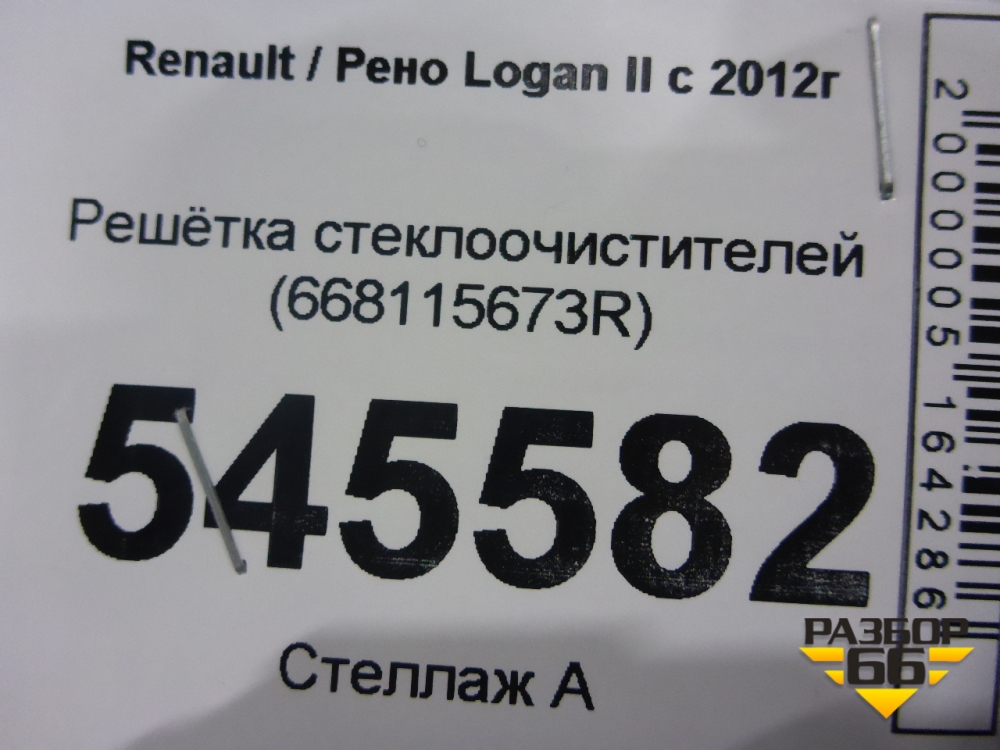 Renault / Рено Logan II с 2012г
Решётка стеклоочистителей
(668115673R)
545582
Стеллаж А
2000005164286
РАЗБОР
66